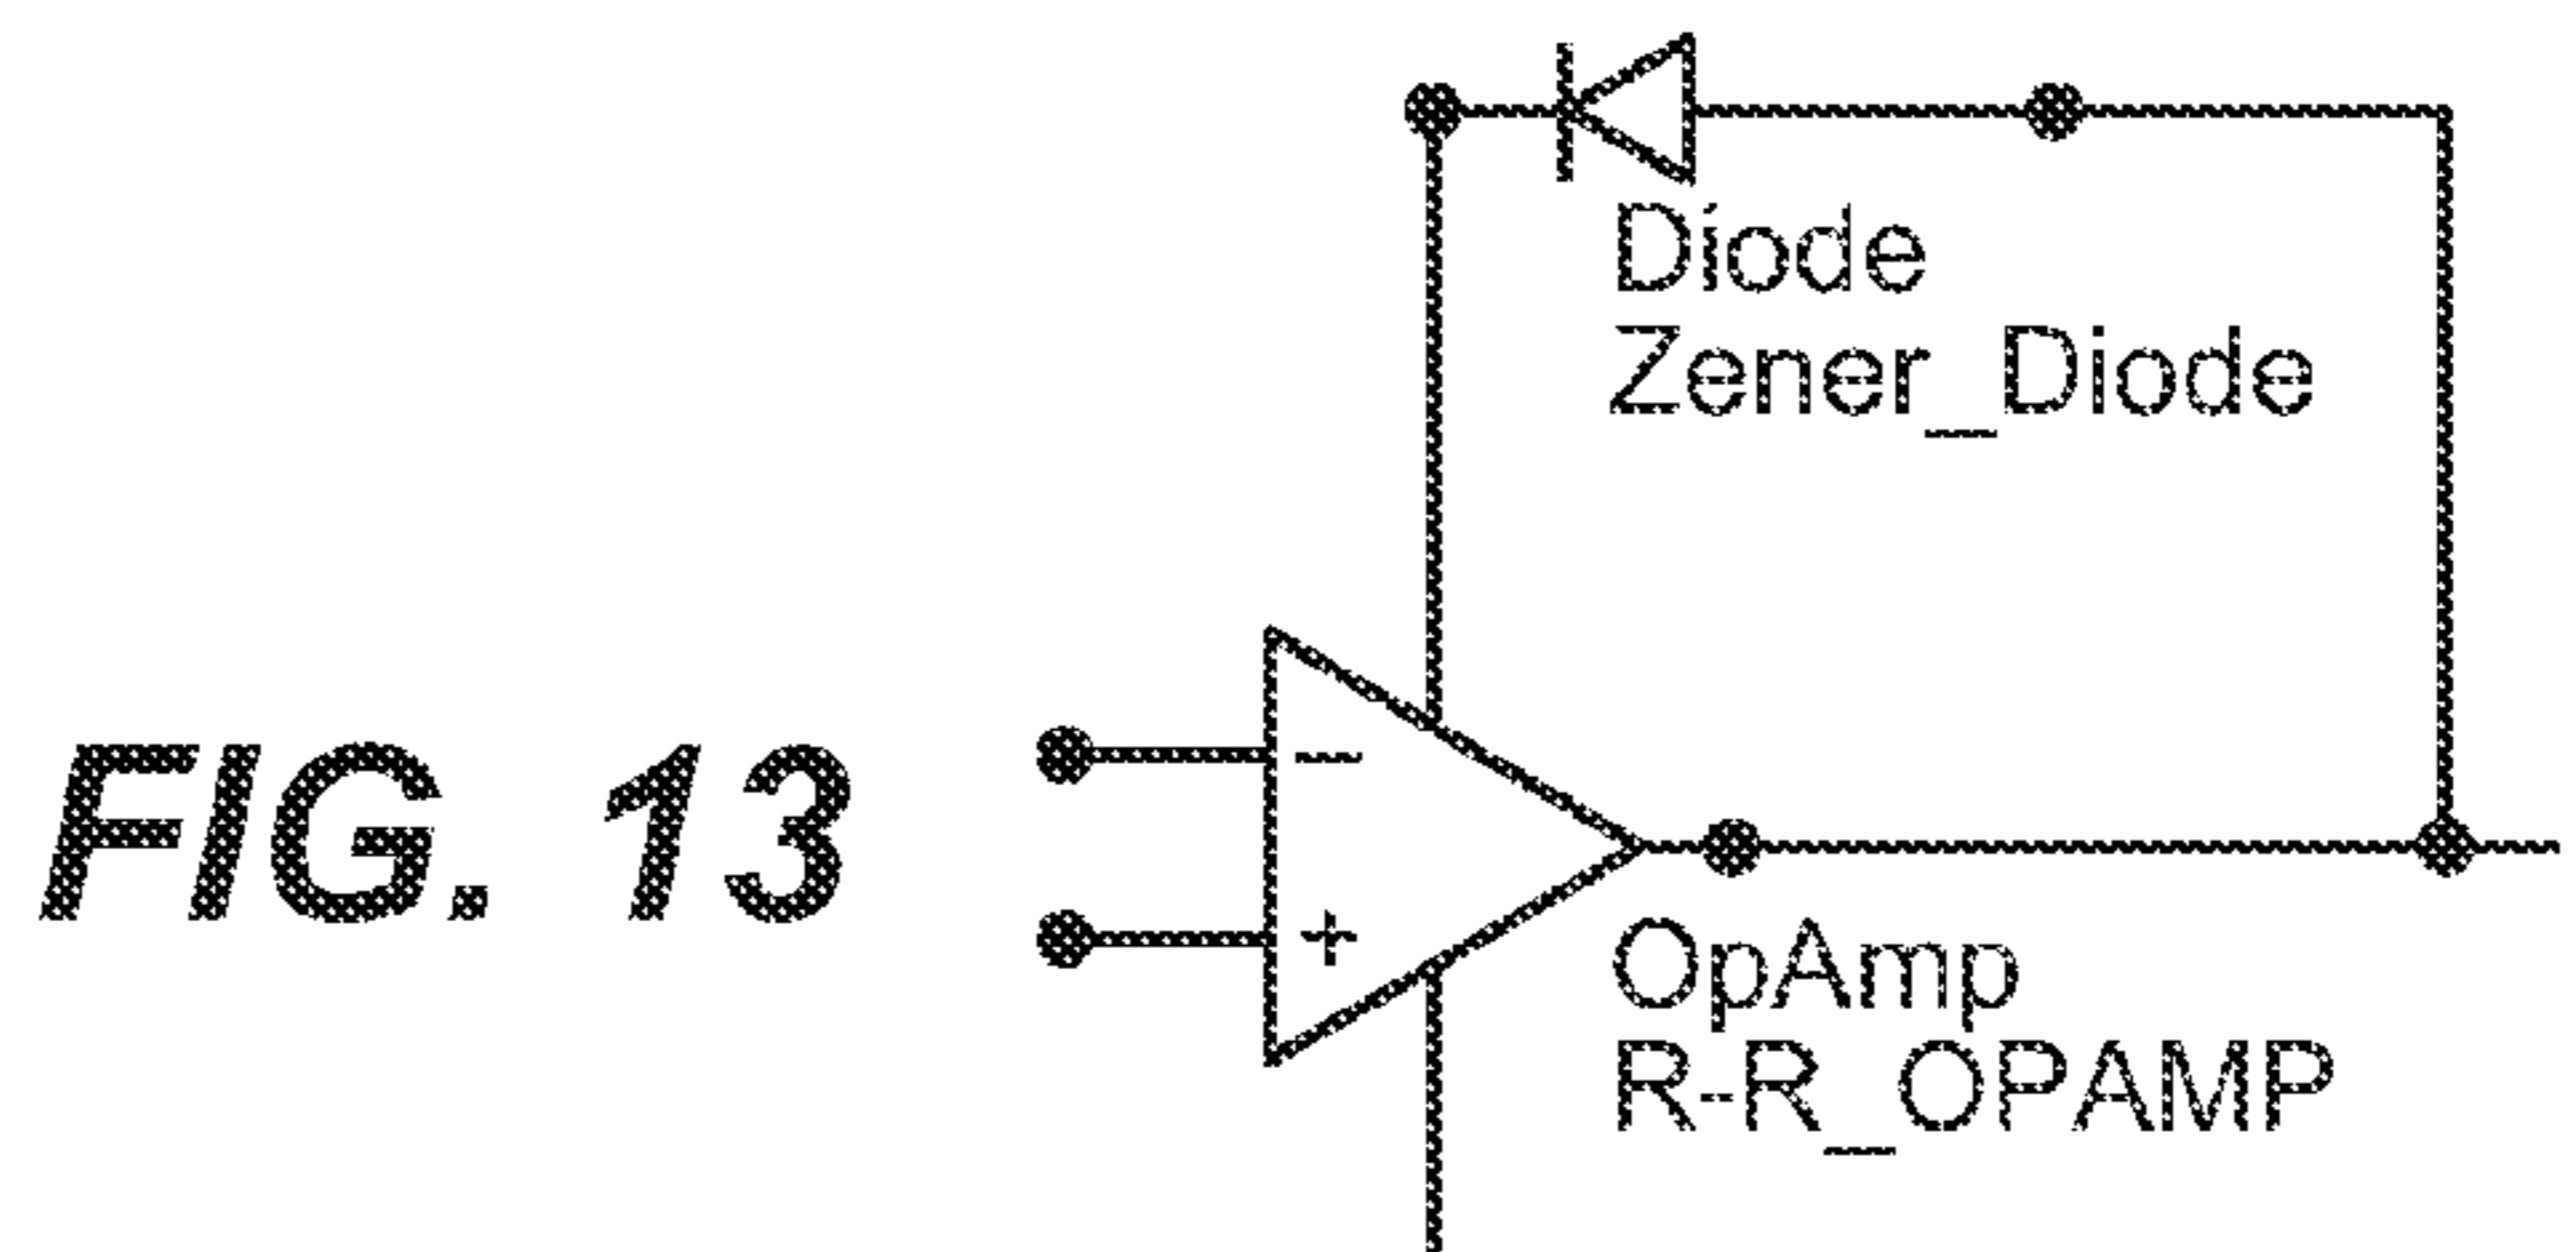 Diode
Zener_Diode
FIG. 13
−
+
OpAmp
R-R_OPAMP